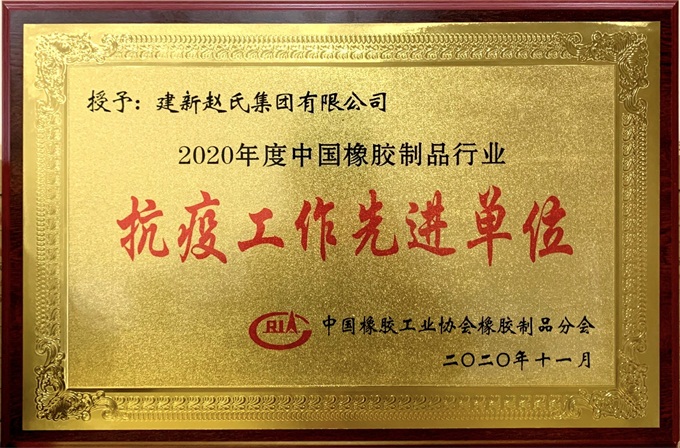 授予：建新赵氏集团有限公司
2020年度中国橡胶制品行业
抗疫工作先进单位
CRIA 中国橡胶工业协会橡胶制品分会
二〇二〇年十一月